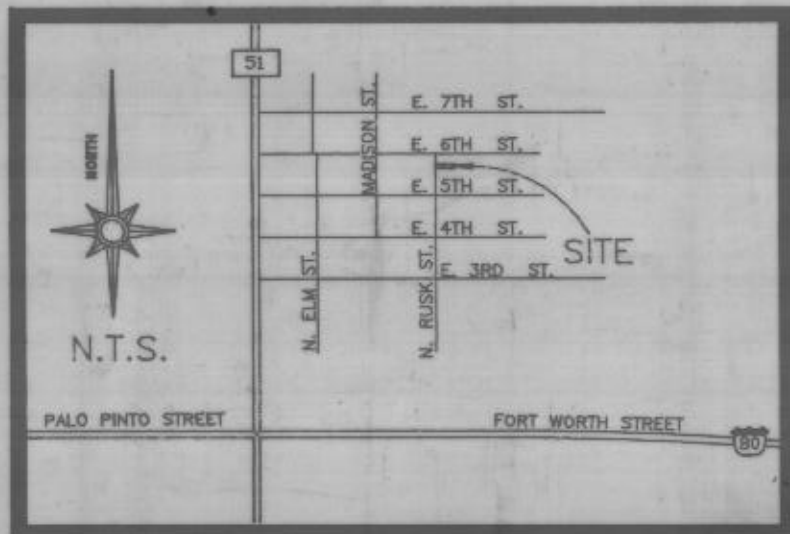 51
E. 7TH ST.
MADISON ST.
E. 6TH ST.
NORTH
E. 5TH ST.
E. 4TH ST.
SITE
N. ELM ST.
N. RUSK ST.
E. 3RD ST.
N.T.S.
PALO PINTO STREET
FORT WORTH STREET
80